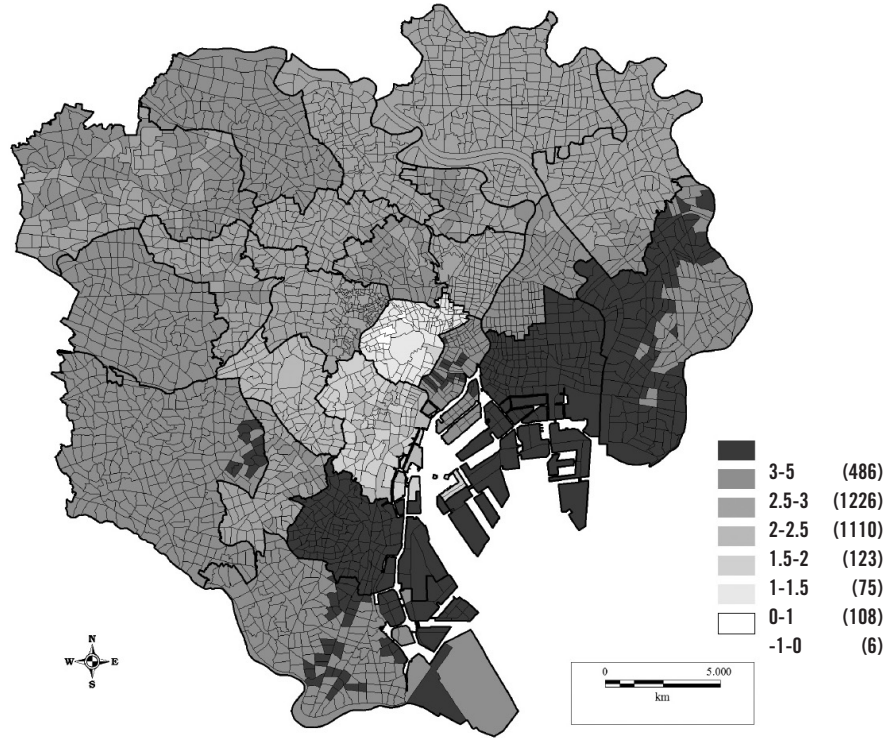 3-5 (486)
2.5-3 (1226)
2-2.5 (1110)
1.5-2 (123)
1-1.5 (75)
0-1 (108)
-1-0 (6)
N
W E
S
0 5.000
km